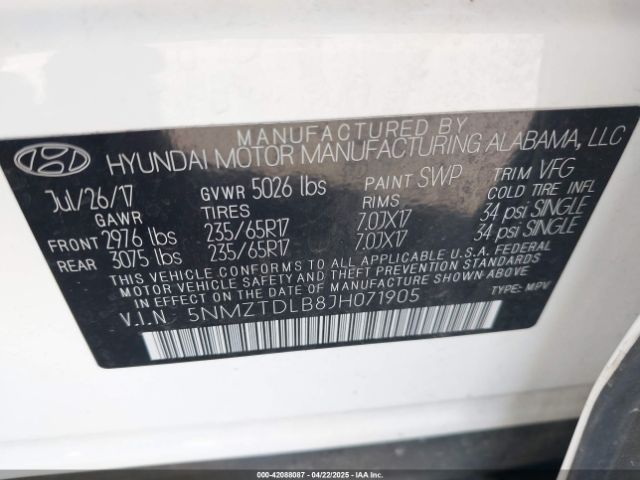 MANUFACTURED BY
HYUNDAI MOTOR MANUFACTURING ALABAMA, LLC
Jul/26/17 GVWR 5026 lbs PAINT SWP TRIM VFG
GAWR TIRES RIMS COLD TIRE INFL
FRONT 2976 lbs 235/65R17 7.0JX17 34 psi SINGLE
REAR 3075 lbs 235/65R17 7.0JX17 34 psi SINGLE
THIS VEHICLE CONFORMS TO ALL APPLICABLE U.S. FEDERAL
MOTOR VEHICLE SAFETY AND THEFT PREVENTION STANDARDS
IN EFFECT ON THE DATE OF MANUFACTURE SHOWN ABOVE.
V.I.N. 5NMZTDLB8JH071905 TYPE: MPV
000-42088087 - 04/22/2025 - Copyright © 2025 IAA, Inc.